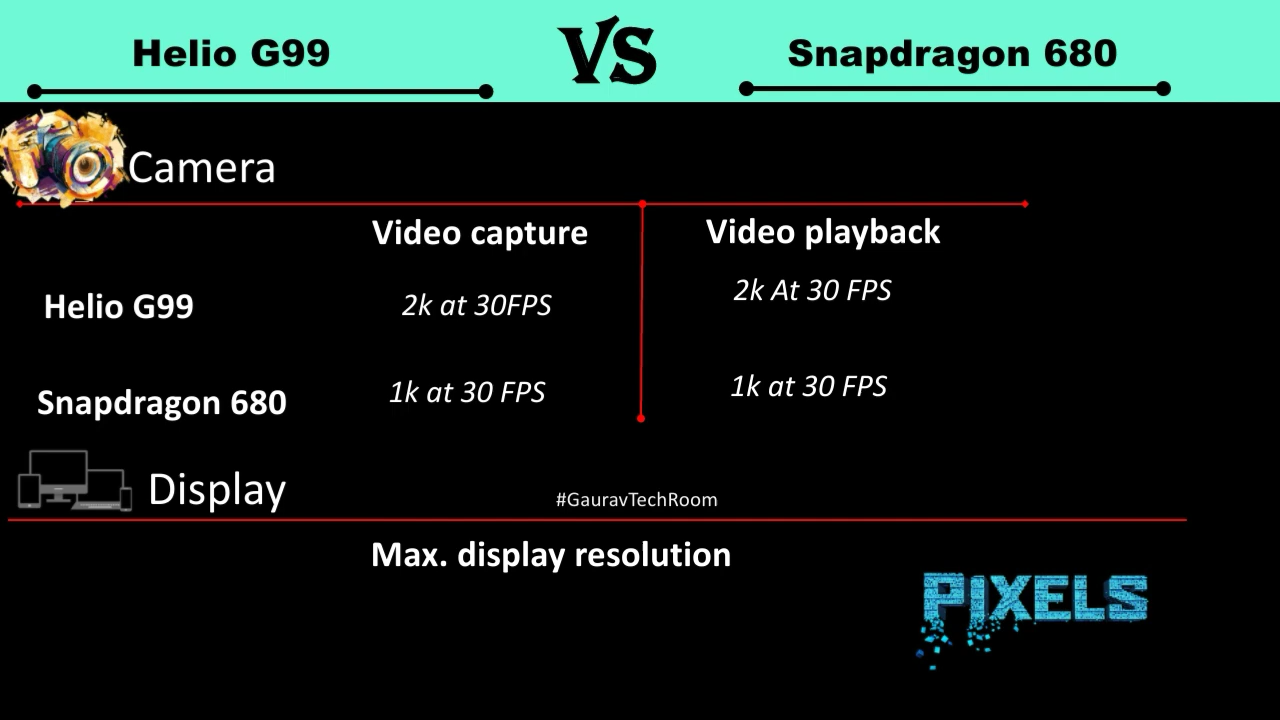 Helio G99
VS
Snapdragon 680
Camera
Video capture
Video playback
Helio G99
2k at 30FPS
2k At 30 FPS
Snapdragon 680
1k at 30 FPS
1k at 30 FPS
Display
#GauravTechRoom
Max. display resolution
PIXELS